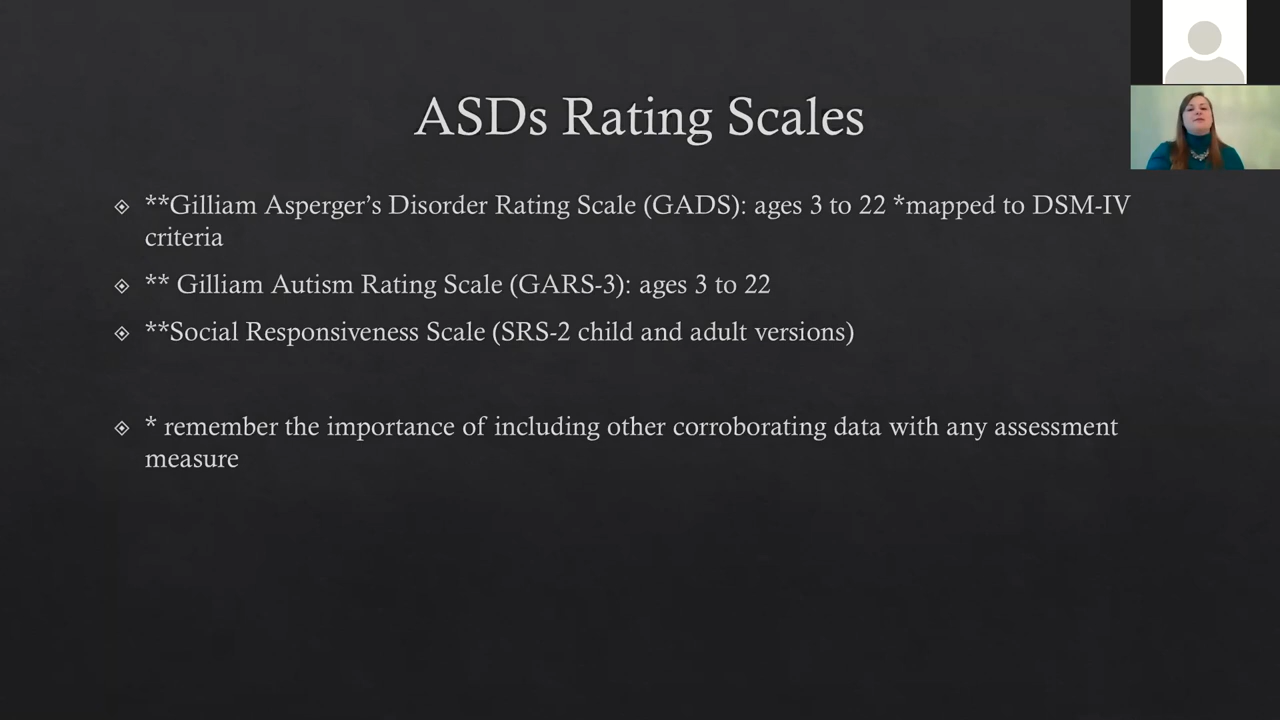 ASDs Rating Scales
**Gilliam Asperger’s Disorder Rating Scale (GADS): ages 3 to 22 *mapped to DSM-IV
criteria
** Gilliam Autism Rating Scale (GARS-3): ages 3 to 22
**Social Responsiveness Scale (SRS-2 child and adult versions)
* remember the importance of including other corroborating data with any assessment
measure